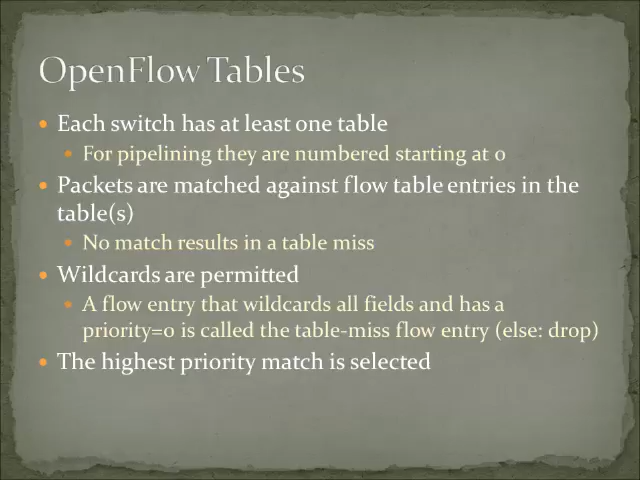 OpenFlow Tables
• Each switch has at least one table
• For pipelining they are numbered starting at 0
• Packets are matched against flow table entries in the
table(s)
• No match results in a table miss
• Wildcards are permitted
• A flow entry that wildcards all fields and has a
priority=0 is called the table-miss flow entry (else: drop)
• The highest priority match is selected